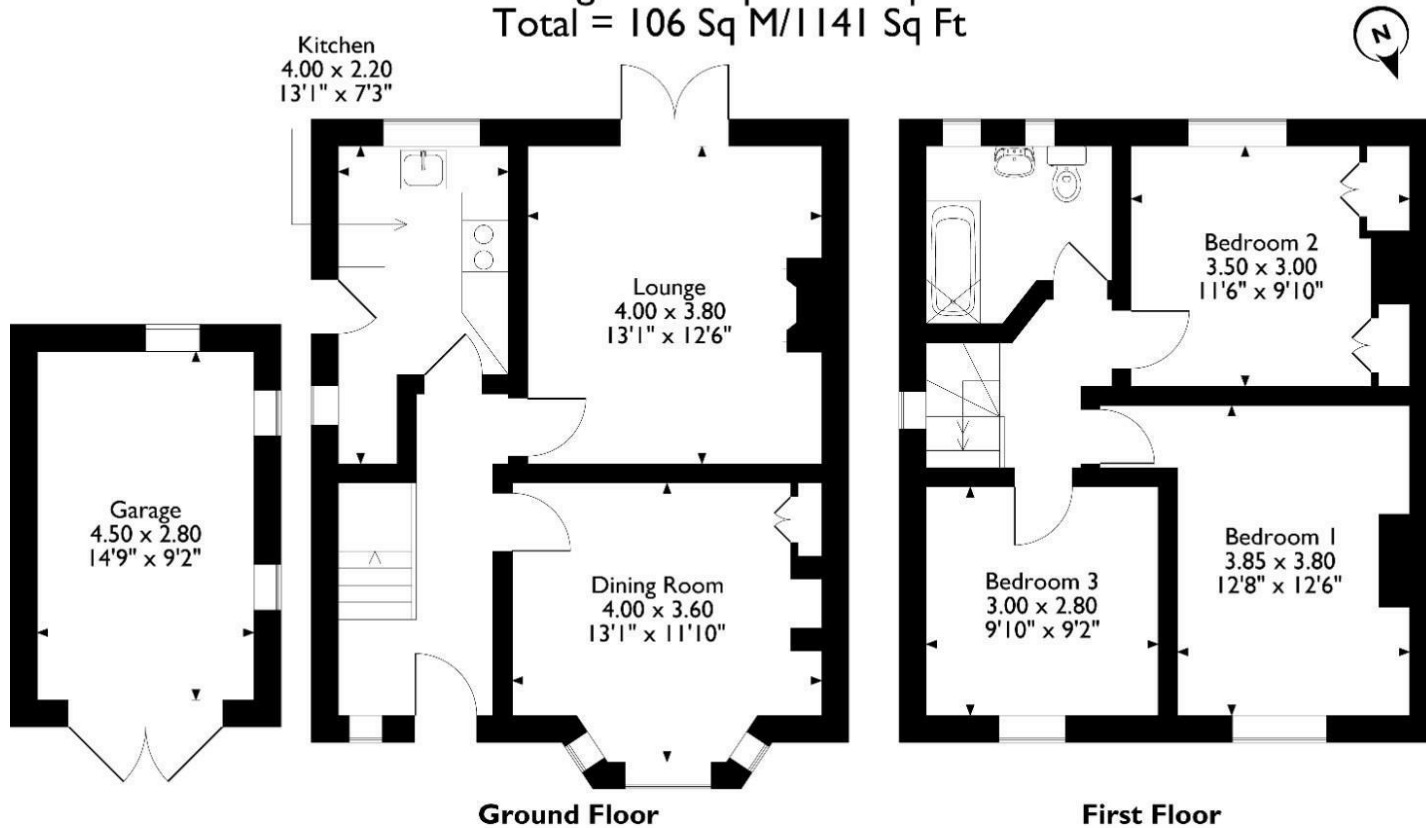 Total = 106 Sq M/1141 Sq Ft
N
Kitchen
4.00 x 2.20
13'1" x 7'3"
Lounge
4.00 x 3.80
13'1" x 12'6"
Bedroom 2
3.50 x 3.00
11'6" x 9'10"
Garage
4.50 x 2.80
14'9" x 9'2"
Dining Room
4.00 x 3.60
13'1" x 11'10"
Bedroom 3
3.00 x 2.80
9'10" x 9'2"
Bedroom 1
3.85 x 3.80
12'8" x 12'6"
Ground Floor
First Floor